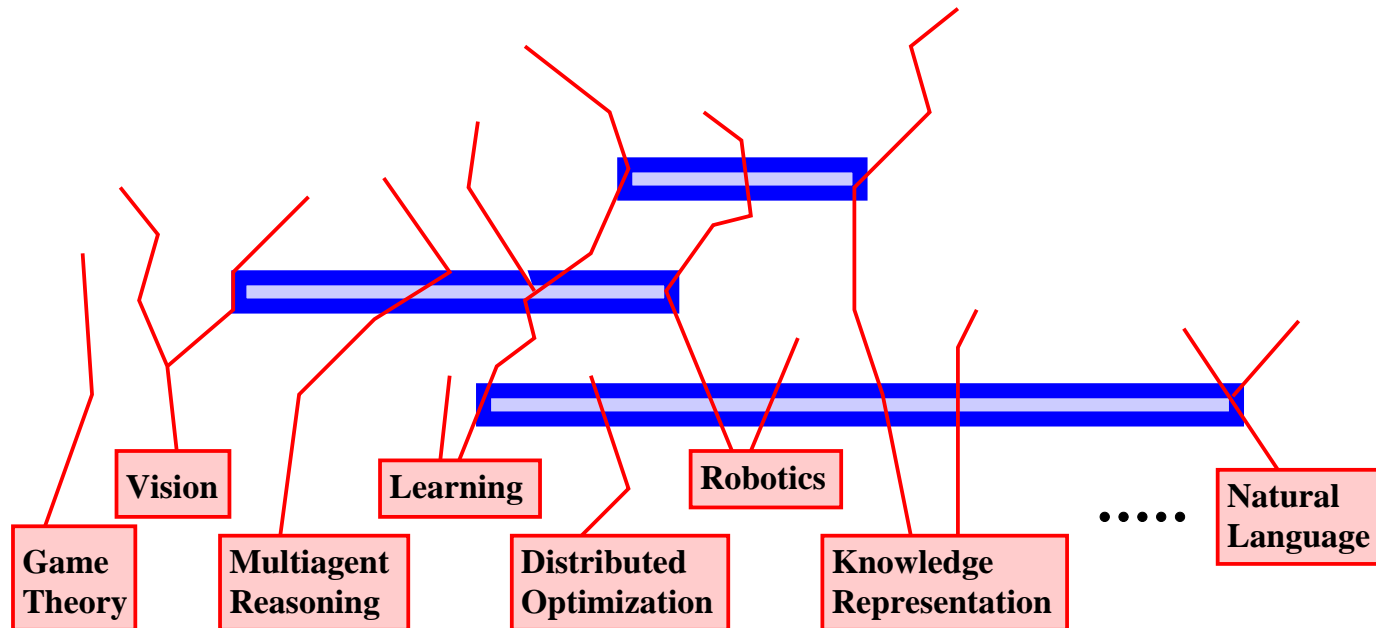 Vision
Learning
Robotics
Natural
Language
Game
Theory
Multiagent
Reasoning
Distributed
Optimization
Knowledge
Representation